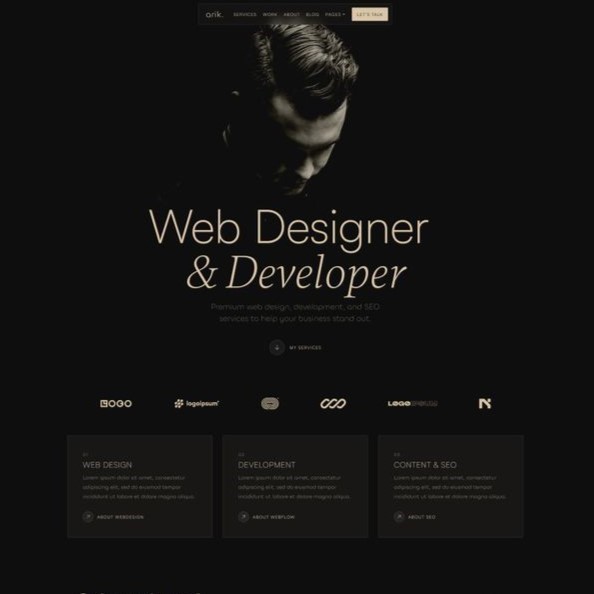 arik.
SERVICES WORK ABOUT BLOG PAGES LET'S TALK
Web Designer
& Developer
Premium web design, development, and SEO
services to help your business stand out.
MY SERVICES
LOGO logoipsum LOGOIPSUM
01
WEB DESIGN
Lorem ipsum dolor sit amet, consectetur
adipiscing elit, sed do eiusmod tempor
incididunt ut labore et dolore magna aliqua.
ABOUT WEBDESIGN
02
DEVELOPMENT
Lorem ipsum dolor sit amet, consectetur
adipiscing elit, sed do eiusmod tempor
incididunt ut labore et dolore magna aliqua.
ABOUT WEBFLOW
03
CONTENT & SEO
Lorem ipsum dolor sit amet, consectetur
adipiscing elit, sed do eiusmod tempor
incididunt ut labore et dolore magna aliqua.
ABOUT SEO